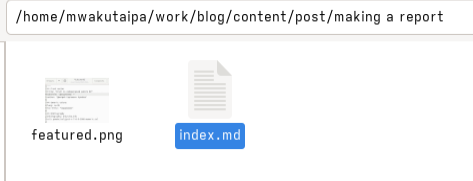 /home/mwakutaipa/work/blog/content/post/making a report
featured.png
index.md